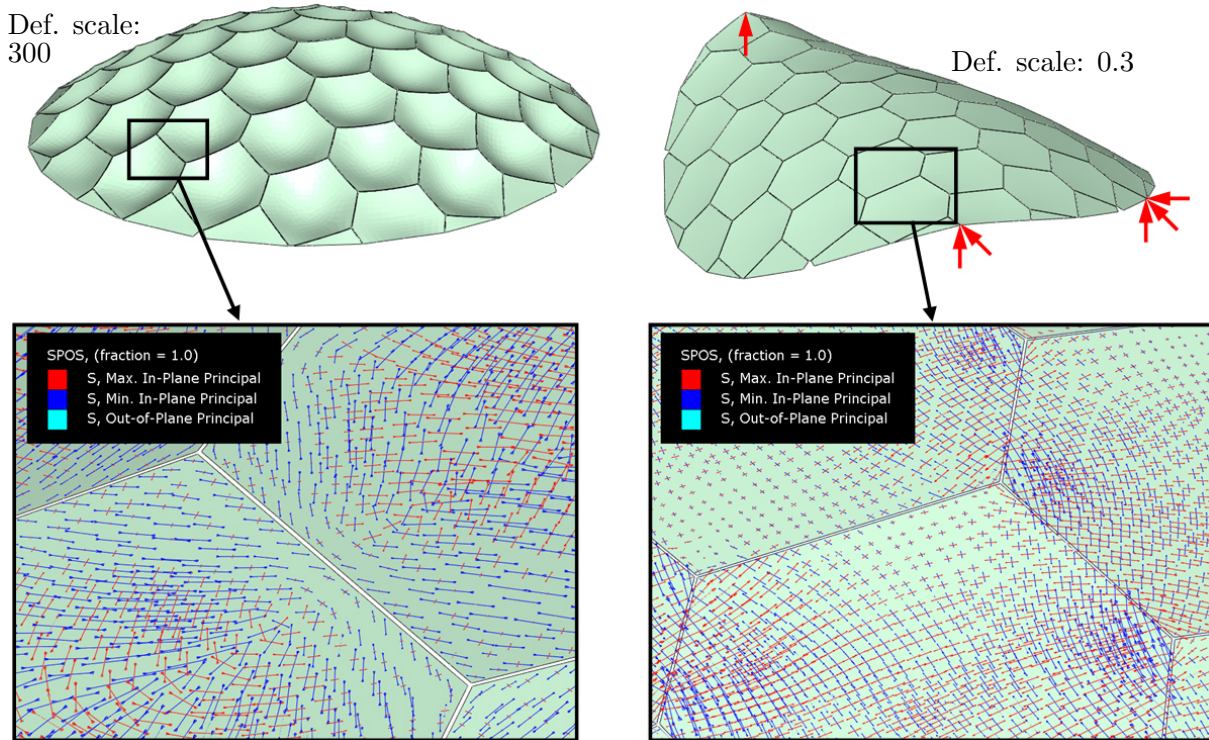 Def. scale:
300
Def. scale: 0.3
SPOS, (fraction = 1.0)
S, Max. In-Plane Principal
S, Min. In-Plane Principal
S, Out-of-Plane Principal
SPOS, (fraction = 1.0)
S, Max. In-Plane Principal
S, Min. In-Plane Principal
S, Out-of-Plane Principal